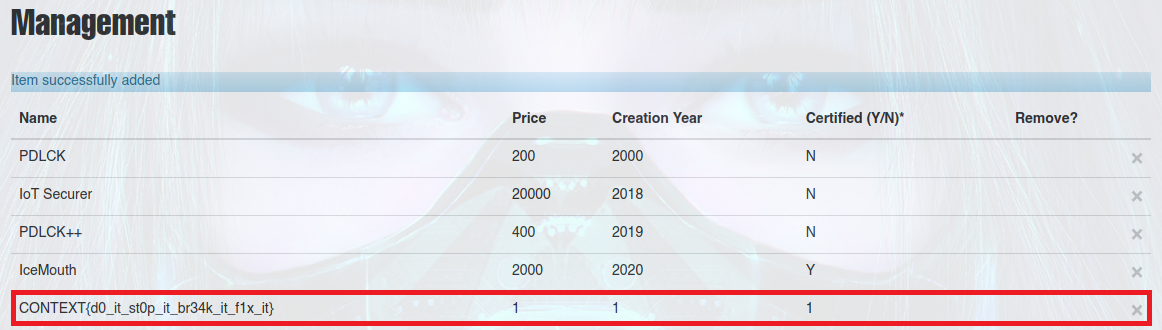 Management
Item successfully added
Name Price Creation Year Certified (Y/N)* Remove?
PDLCK 200 2000 N ×
IoT Securer 20000 2018 N ×
PDLCK++ 400 2019 N ×
IceMouth 2000 2020 Y ×
CONTEXT{d0_it_st0p_it_br34k_it_f1x_it} 1 1 1 ×